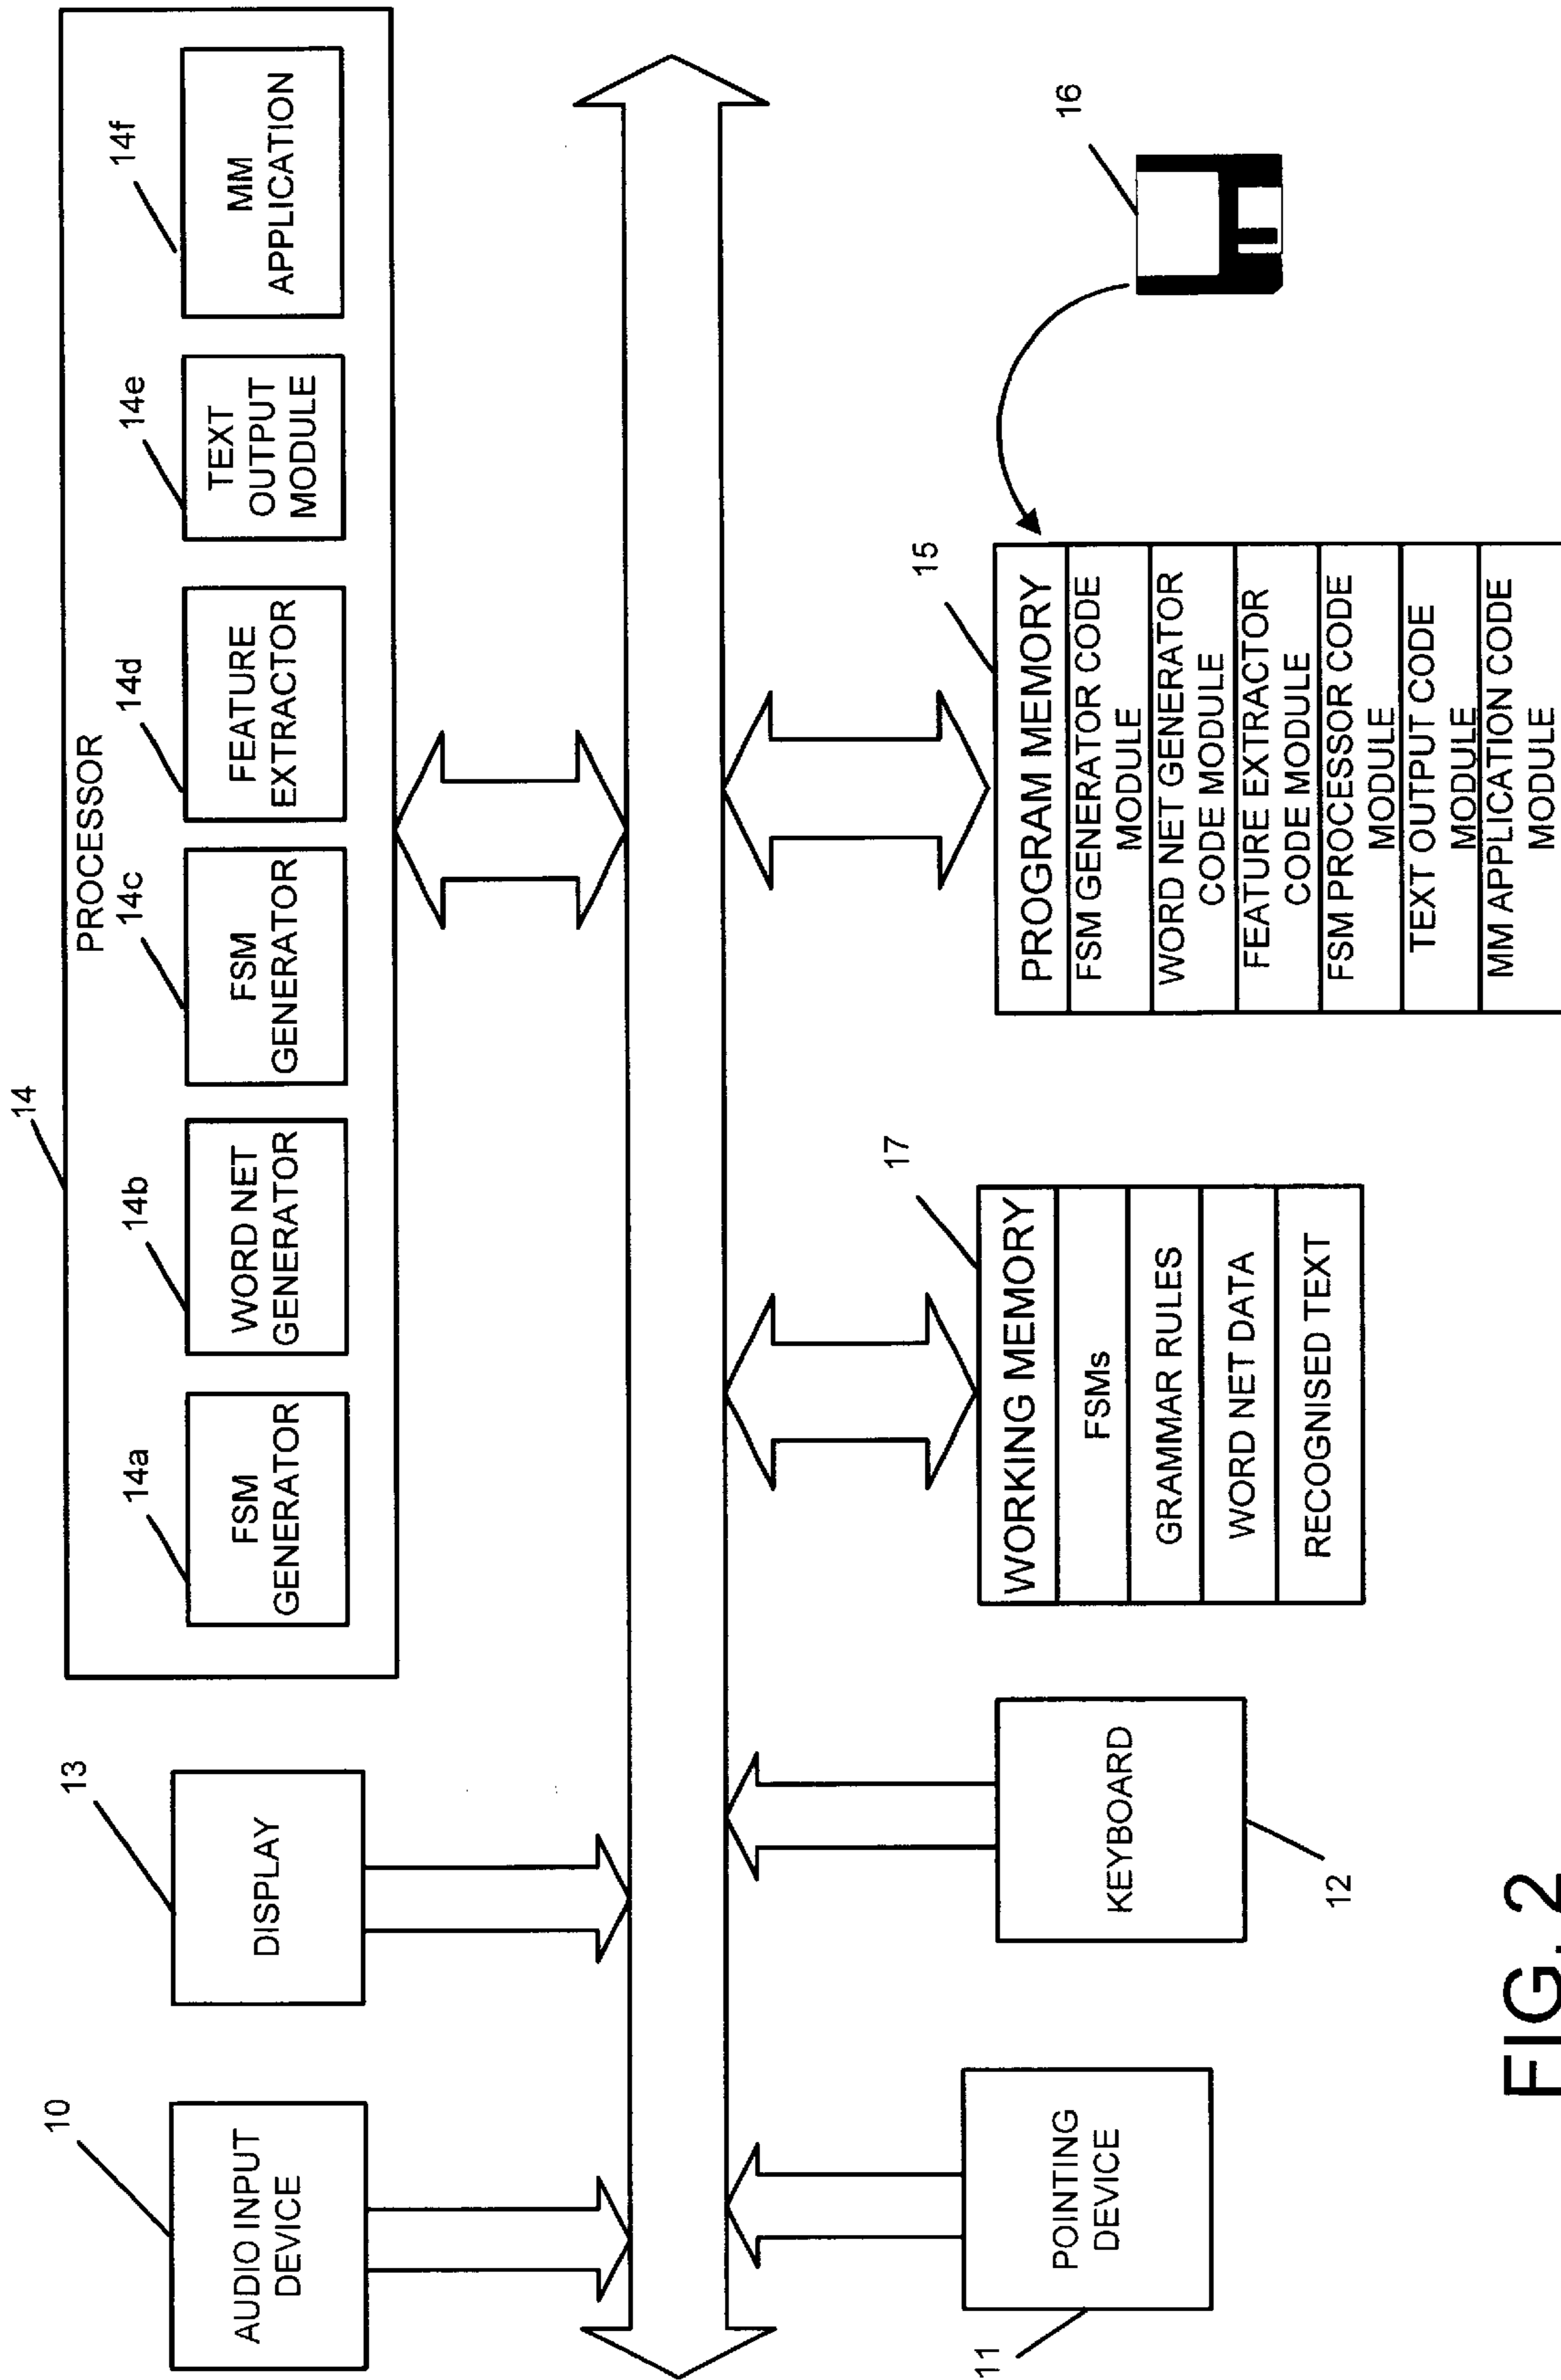 14
PROCESSOR
14a
FSM
GENERATOR
14b
WORD NET
GENERATOR
14c
FSM
GENERATOR
14d
FEATURE
EXTRACTOR
14e
TEXT
OUTPUT
MODULE
14f
MM
APPLICATION
10
AUDIO INPUT
DEVICE
13
DISPLAY
11
POINTING
DEVICE
12
KEYBOARD
17
WORKING MEMORY
FSMs
GRAMMAR RULES
WORD NET DATA
RECOGNISED TEXT
15
PROGRAM MEMORY
FSM GENERATOR CODE
MODULE
WORD NET GENERATOR
CODE MODULE
FEATURE EXTRACTOR
CODE MODULE
FSM PROCESSOR CODE
MODULE
TEXT OUTPUT CODE
MODULE
MM APPLICATION CODE
MODULE
16
FIG. 2